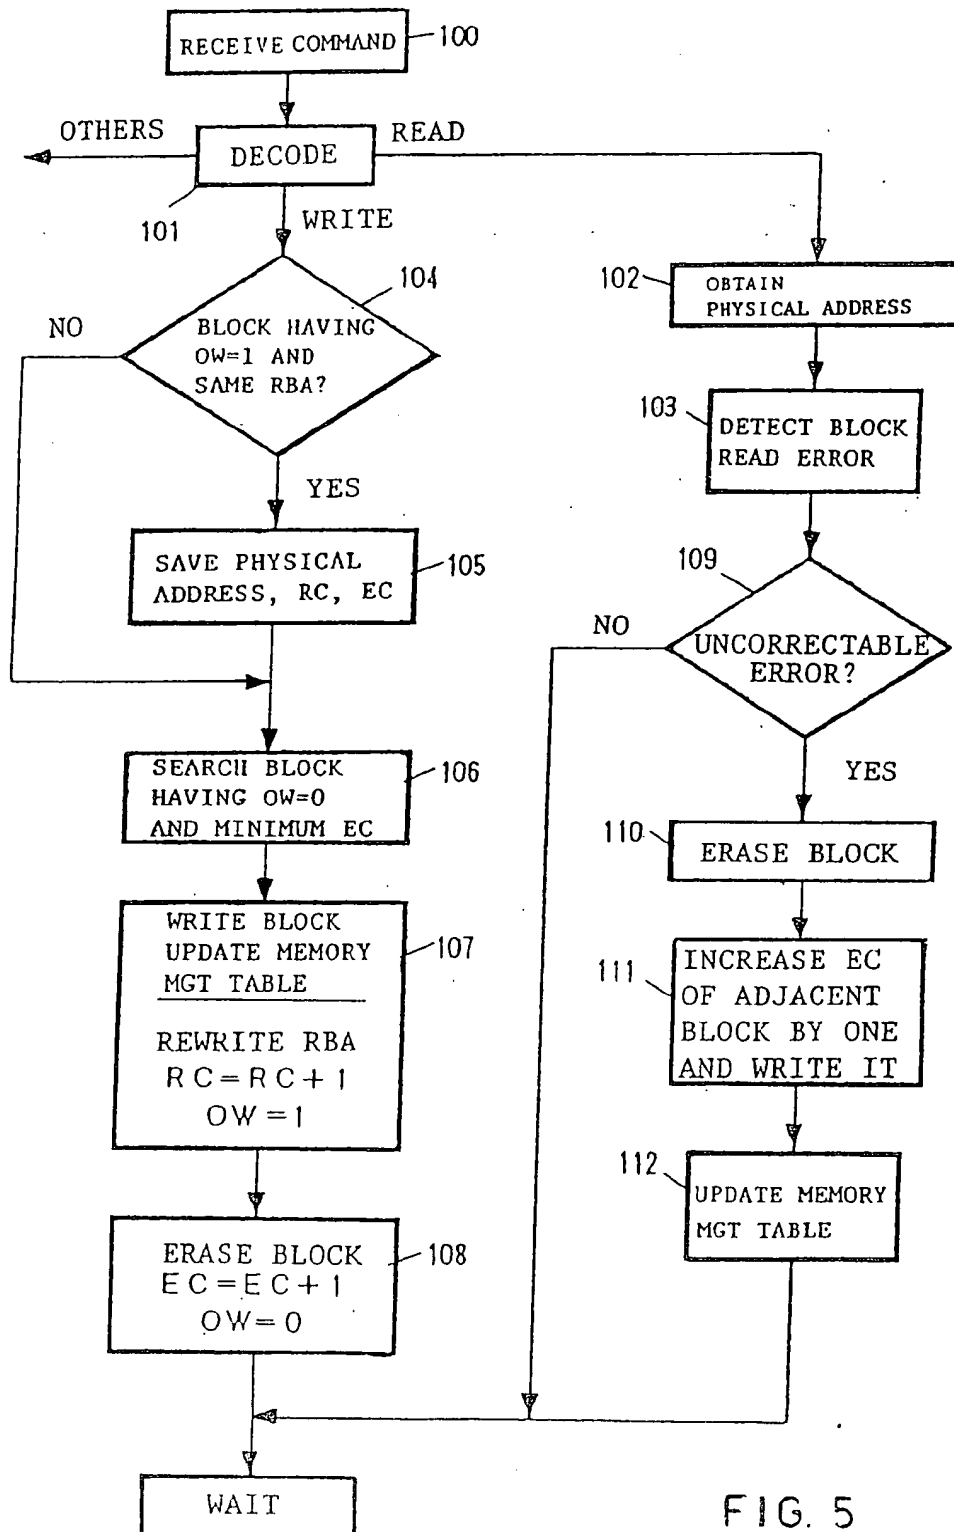 RECEIVE COMMAND
100
OTHERS
READ
DECODE
101
WRITE
104
NO
BLOCK HAVING
OW=1 AND
SAME RBA?
YES
SAVE PHYSICAL
ADDRESS, RC, EC
105
SEARCH BLOCK
HAVING OW=0
AND MINIMUM EC
106
WRITE BLOCK
UPDATE MEMORY
MGT TABLE
REWRITE RBA
RC=RC+1
OW=1
107
ERASE BLOCK
EC=EC+1
OW=0
108
WAIT
102
OBTAIN
PHYSICAL ADDRESS
103
DETECT BLOCK
READ ERROR
109
NO
UNCORRECTABLE
ERROR?
YES
110
ERASE BLOCK
111
INCREASE EC
OF ADJACENT
BLOCK BY ONE
AND WRITE IT
112
UPDATE MEMORY
MGT TABLE
FIG. 5